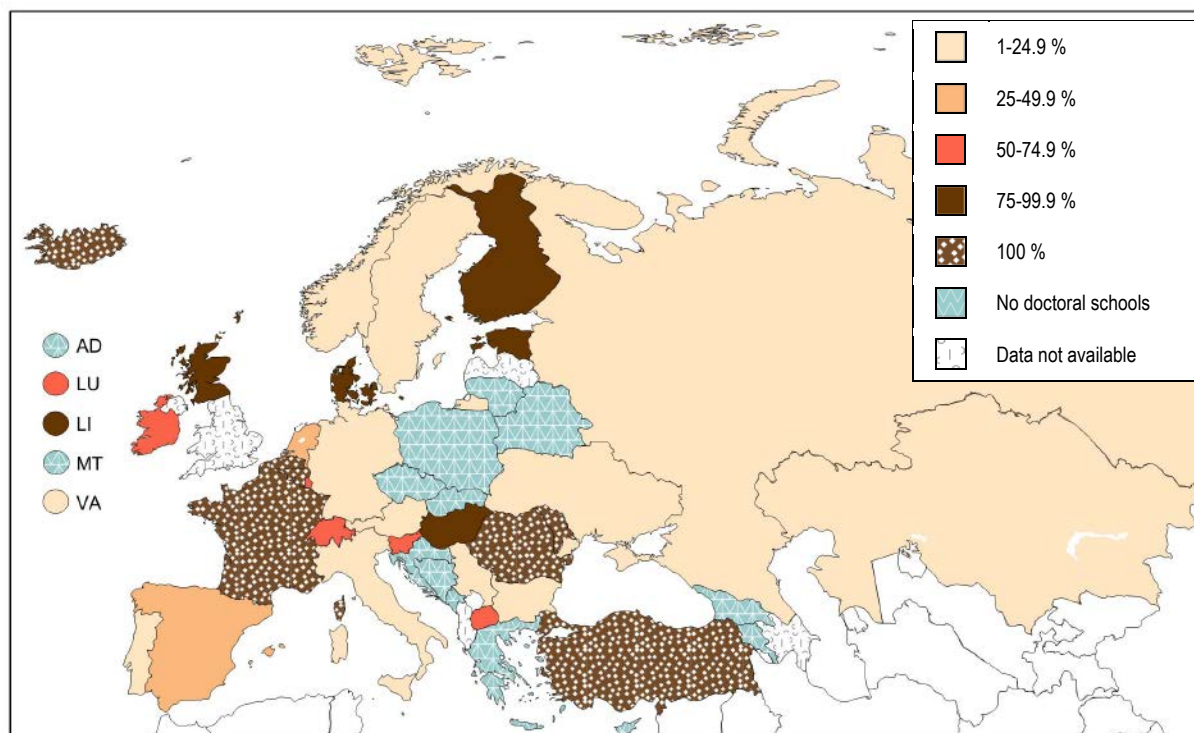 1-24.9 %
25-49.9 %
50-74.9 %
75-99.9 %
100 %
No doctoral schools
Data not available
AD
LU
LI
MT
VA